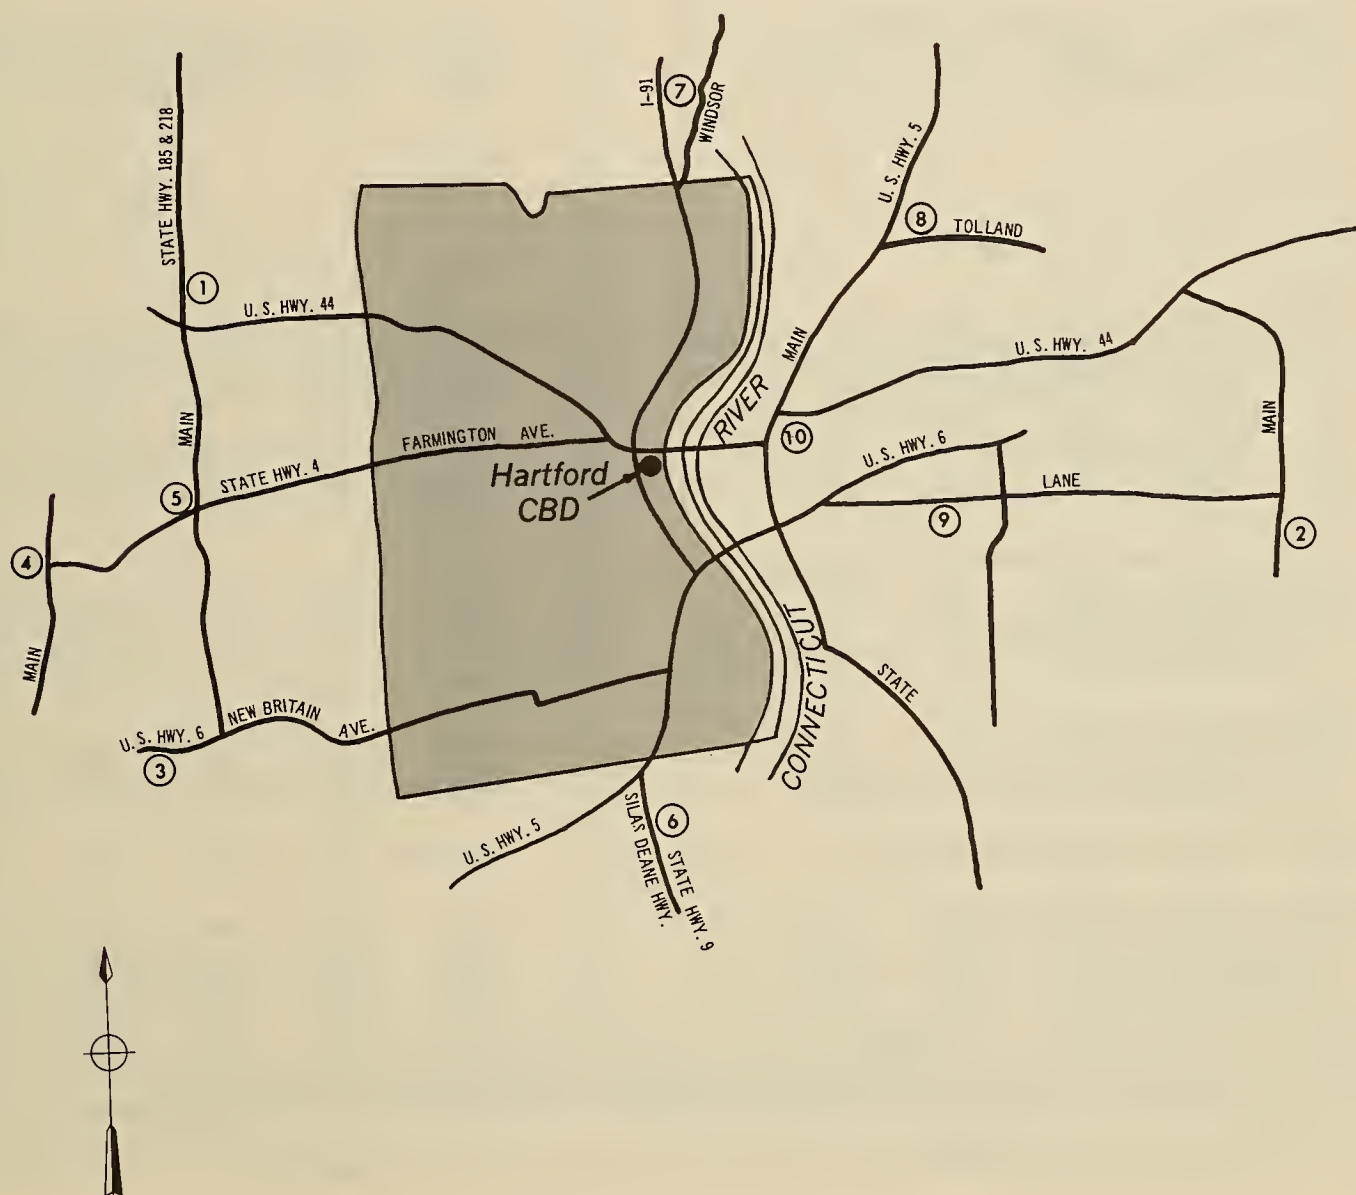 I-91
7
WINDSOR
STATE HWY. 185 & 218
U. S. HWY. 5
8
TOLLAND
1
U. S. HWY. 44
MAIN
U. S. HWY. 44
RIVER
MAIN
MAIN
FARMINGTON AVE.
10
U. S. HWY. 6
STATE HWY. 4
5
Hartford
CBD
LANE
9
2
4
MAIN
CONNECTICUT
STATE
NEW BRITAIN AVE.
U. S. HWY. 6
3
U. S. HWY. 5
6
SILAS DEANE HWY.
STATE HWY. 9